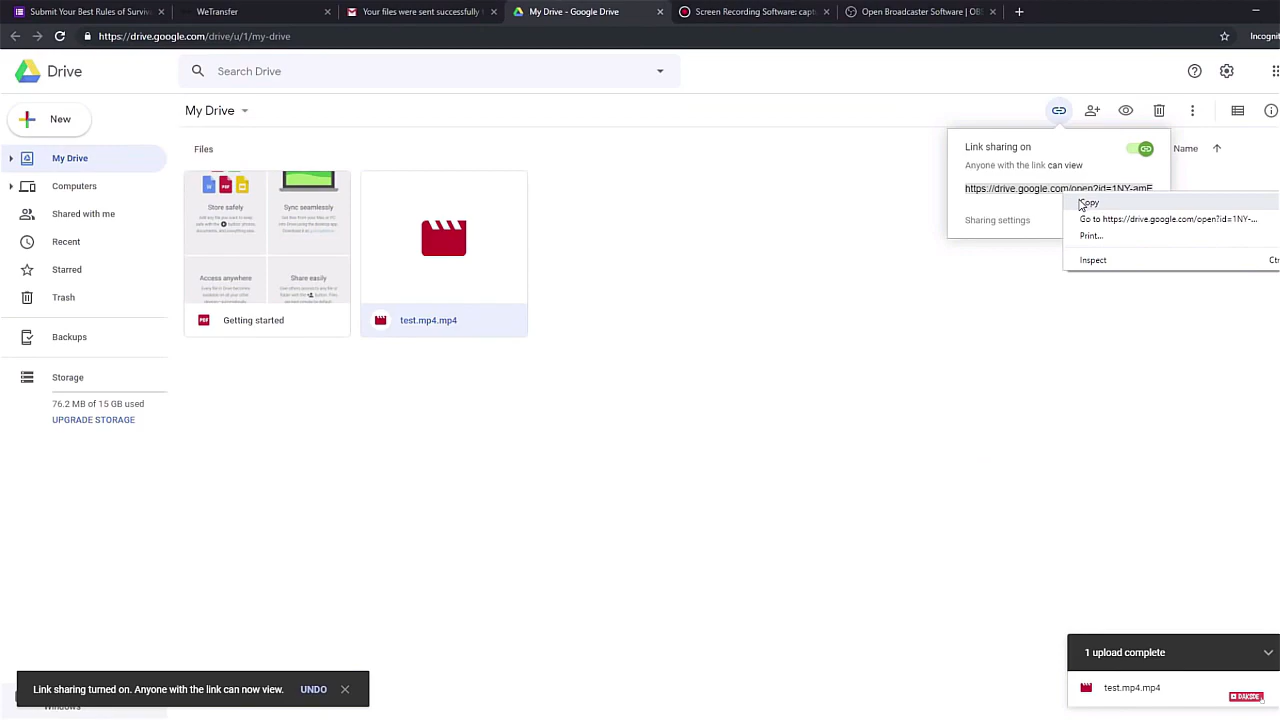 Submit Your Best Rules of Surviva
WeTransfer
Your files were sent successfully t
My Drive - Google Drive
Screen Recording Software: capt
Open Broadcaster Software | OBS
https://drive.google.com/drive/u/1/my-drive
Incognit
Drive
Search Drive
New
My Drive
My Drive
Computers
Shared with me
Recent
Starred
Trash
Backups
Storage
76.2 MB of 15 GB used
UPGRADE STORAGE
Files
Store safely
Sync seamlessly
Access anywhere
Share easily
PDF
Getting started
test.mp4.mp4
Link sharing on
Anyone with the link can view
https://drive.google.com/open?id=1NY-amE
Sharing settings
Name
Copy
Go to https://drive.google.com/open?id=1NY-...
Print...
Inspect
Ctr
Link sharing turned on. Anyone with the link can now view.
UNDO
Windows
1 upload complete
test.mp4.mp4